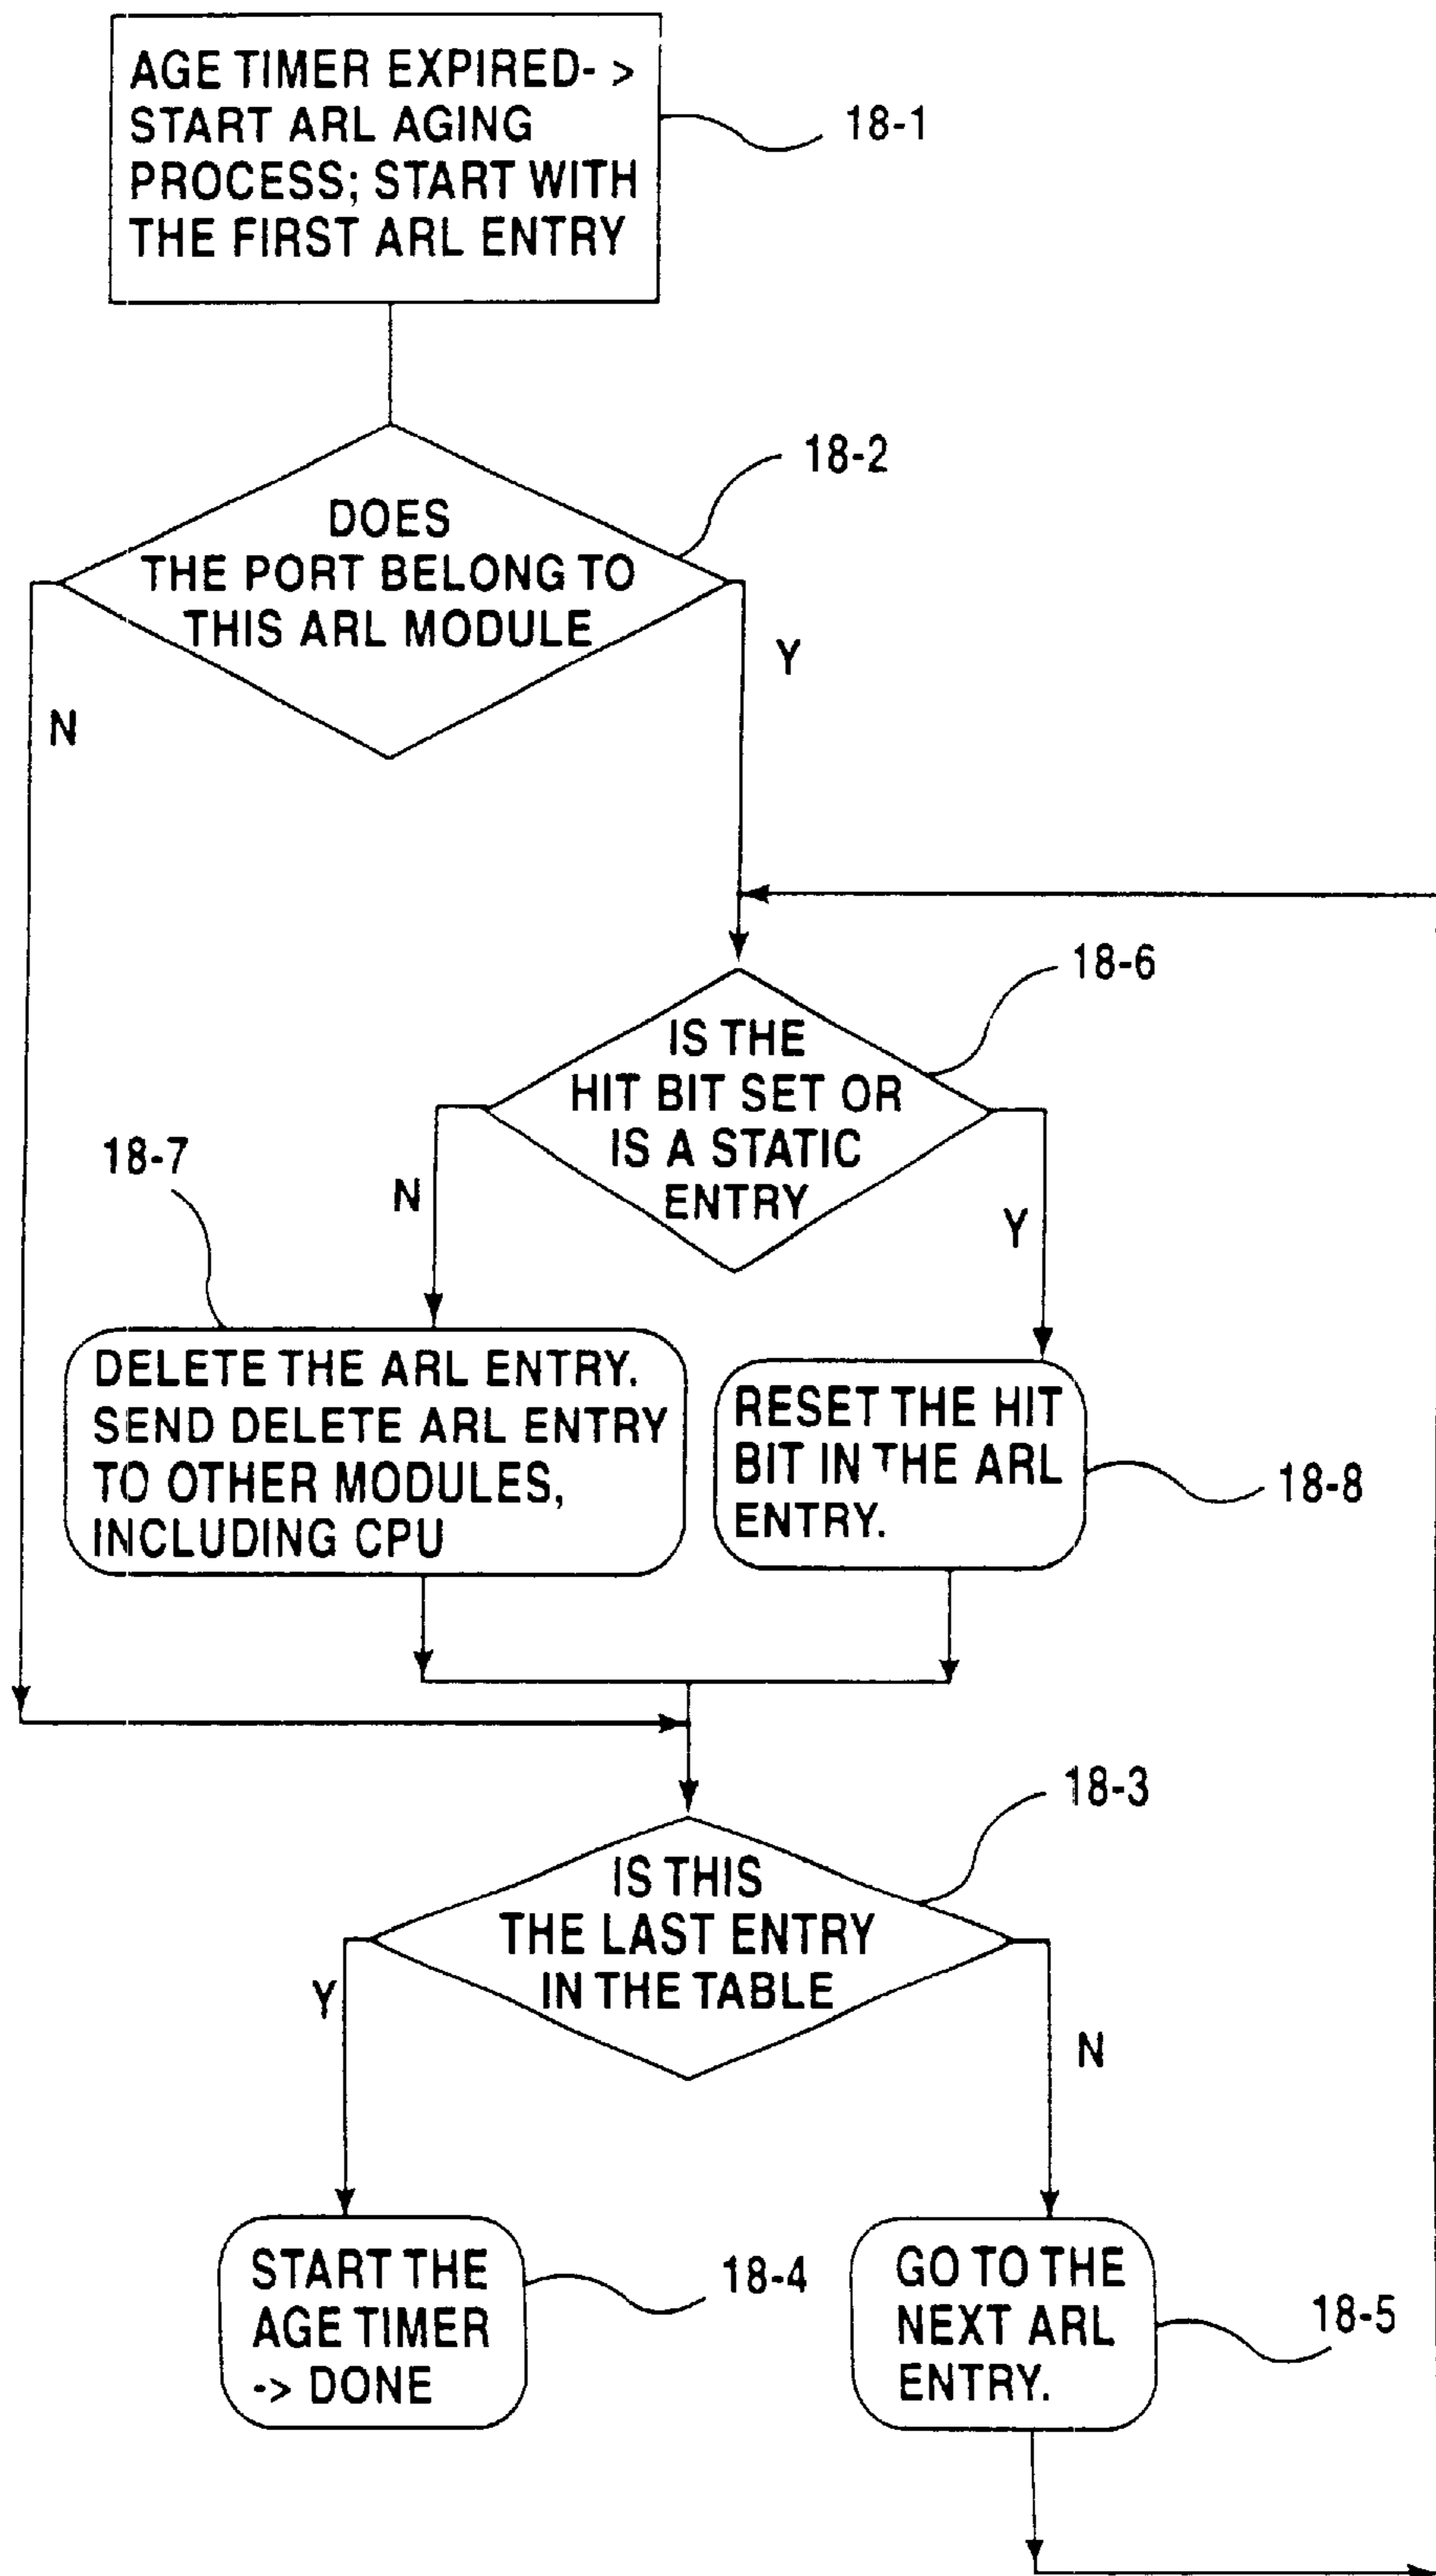 AGE TIMER EXPIRED- >
START ARL AGING
PROCESS; START WITH
THE FIRST ARL ENTRY
18-1
18-2
DOES
THE PORT BELONG TO
THIS ARL MODULE
Y
N
18-6
IS THE
HIT BIT SET OR
IS A STATIC
ENTRY
18-7
N
Y
DELETE THE ARL ENTRY.
SEND DELETE ARL ENTRY
TO OTHER MODULES,
INCLUDING CPU
RESET THE HIT
BIT IN THE ARL
ENTRY.
18-8
18-3
IS THIS
THE LAST ENTRY
IN THE TABLE
Y
N
START THE
AGE TIMER
-> DONE
18-4
GO TO THE
NEXT ARL
ENTRY.
18-5